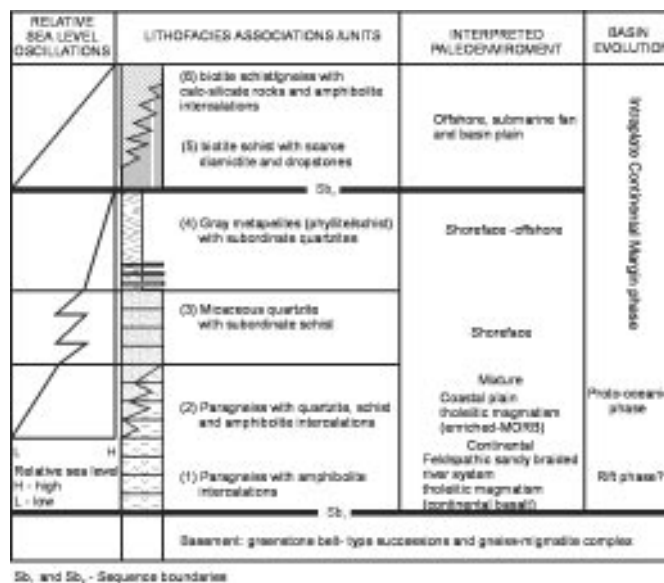 RELATIVE
SEA LEVEL
OSCILLATIONS
LITHOFACIES ASSOCIATIONS /UNITS
INTERPRETED
PALEOENVIROMENT
BASIN
EVOLUTION
(6) biotite schist/gneiss with
calc-silicate rocks and amphibolite
intercalations
(5) biotite schist with scarce
diamictite and dropstones
Offshore, submarine fan
and basin plain
Sb
(4) Gray metapelites (phyllite/schist)
with subordinate quartzites
Shoreface -offshore
Continental Margin phase
(3) Micaceous quartzite
with subordinate schist
Shoreface
(2) Paragneiss with quartzite, schist
and amphibolite intercalations
Mature
Coastal plain
tholeiitic magmatism
(enriched-MORB)
Proto-oceanic
phase
L H
Relative sea level
H - high
L - low
(1) Paragneiss with amphibolite
intercalations
Continental
Feldspathic sandy braided
river system
tholeiitic magmatism
(continental basalt)
Rift phase?
Sb
Basement: greenstone belt- type successions and gneiss-migmatite complex
Sb and Sb - Sequence boundaries